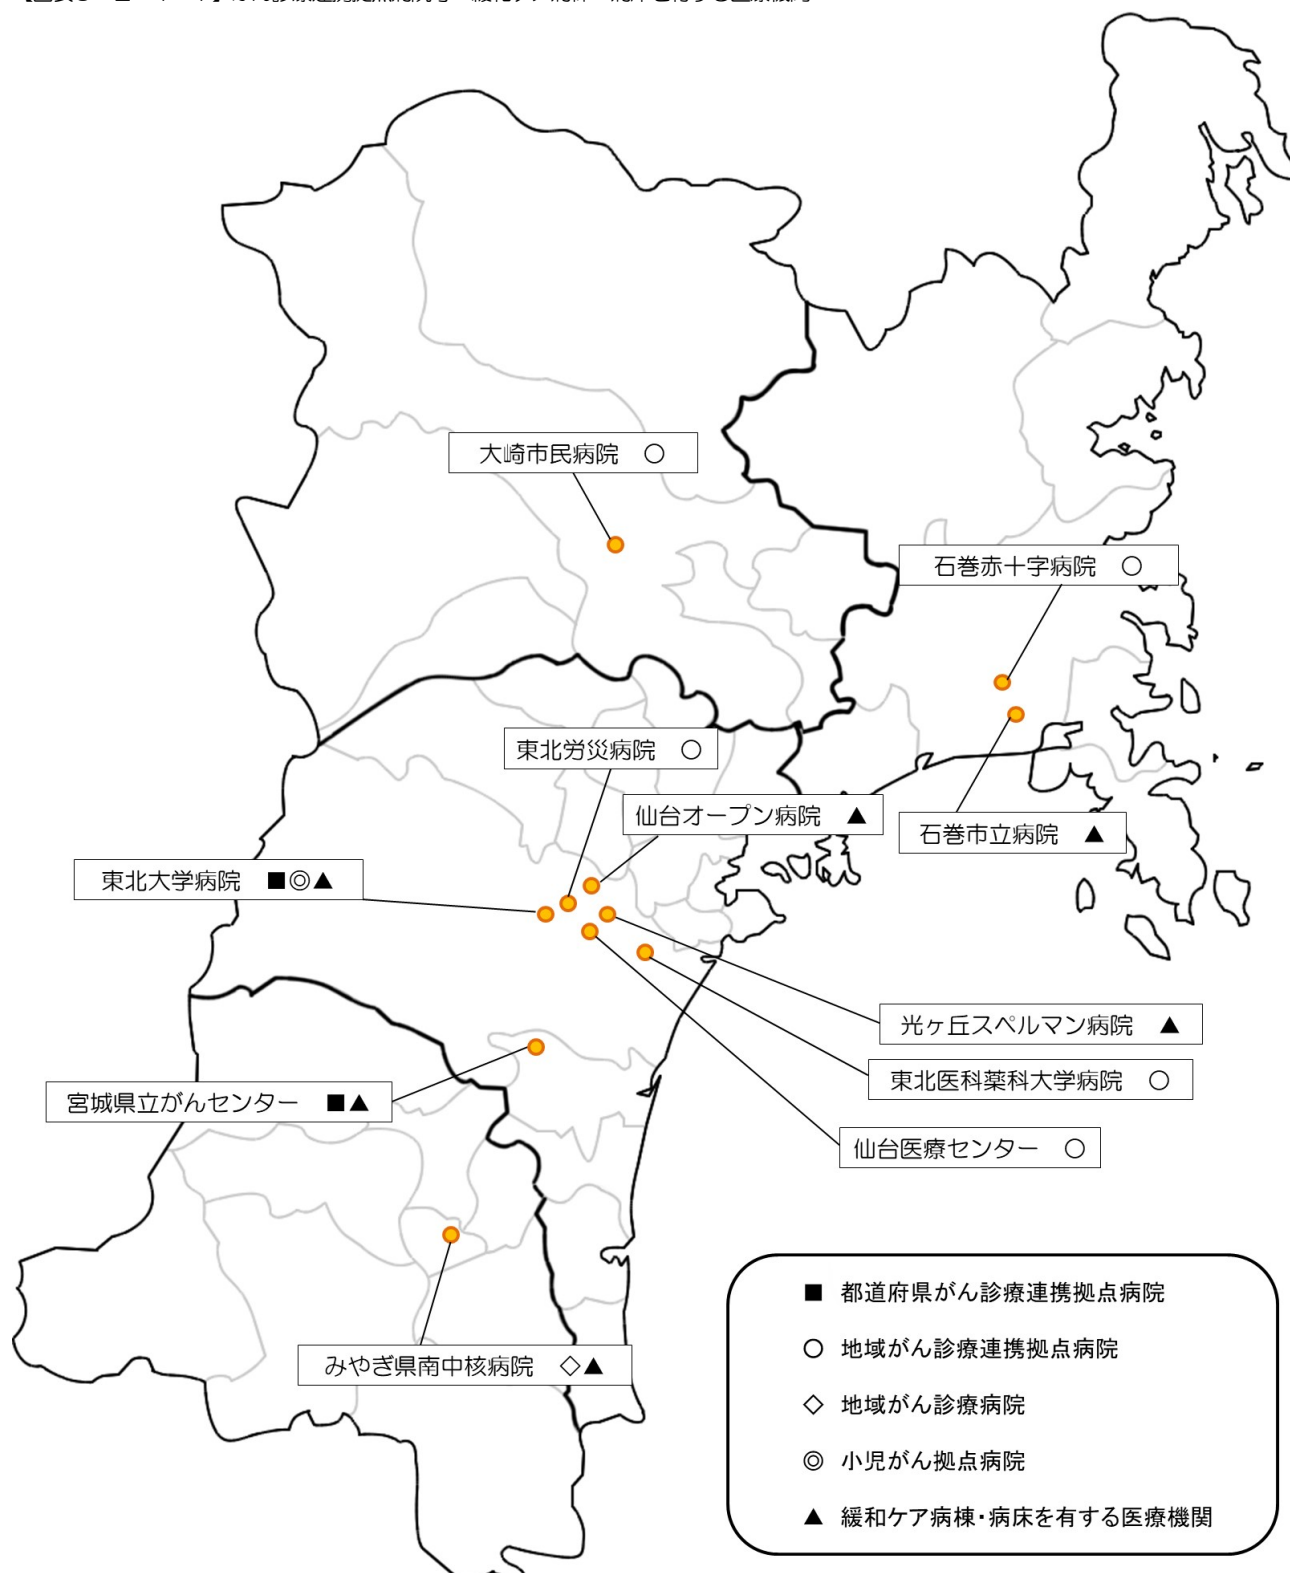 大崎市民病院 ○
石巻赤十字病院 ○
東北労災病院 ○
仙台オープン病院 ▲
石巻市立病院 ▲
東北大学病院 ■◎▲
光ヶ丘スペルマン病院 ▲
東北医科薬科大学病院 ○
宮城県立がんセンター ■▲
仙台医療センター ○
みやぎ県南中核病院 ◇▲
■ 都道府県がん診療連携拠点病院
○ 地域がん診療連携拠点病院
◇ 地域がん診療病院
◎ 小児がん拠点病院
▲ 緩和ケア病棟・病床を有する医療機関